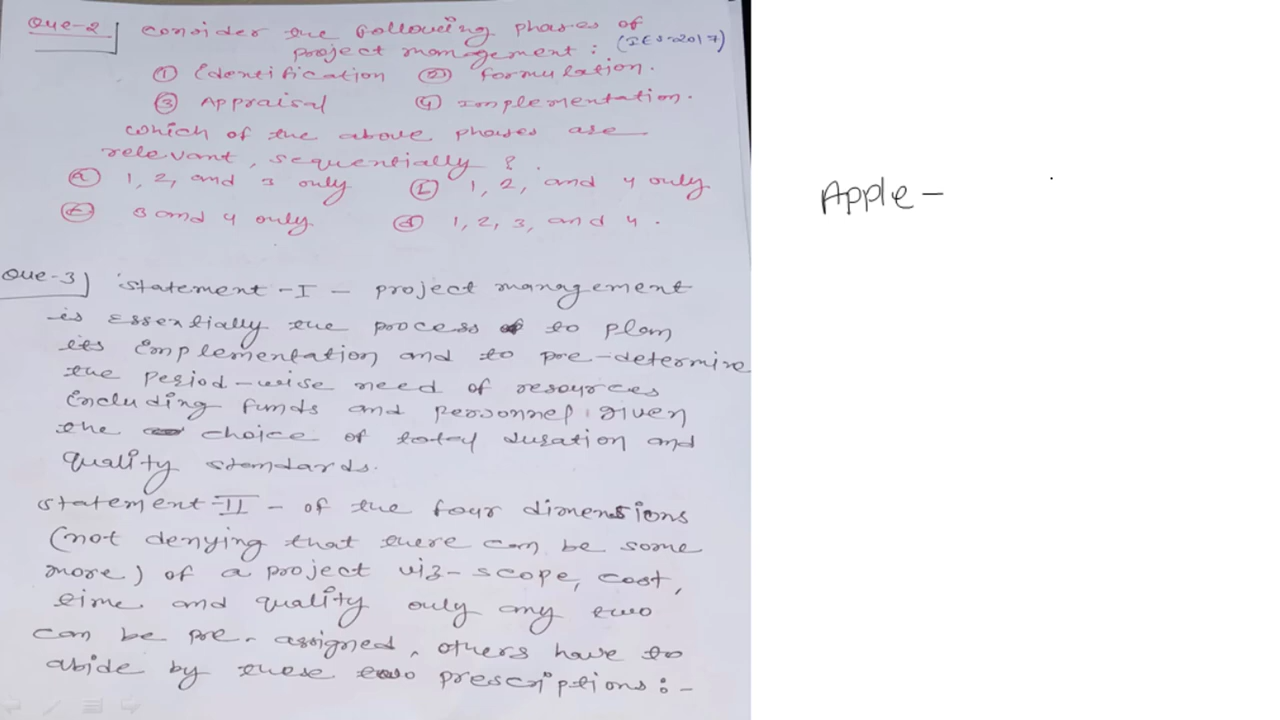 Que-2 Consider the following phases of
project management : (IES-2017)
① Identification ② formulation.
③ Appraisal ④ Implementation.
which of the above phases are
relevant, sequentially ? .
ⓐ 1, 2, and 3 only ⓑ 1, 2, and 4 only
ⓒ 3 and 4 only ⓓ 1, 2, 3, and 4 .
Apple –
Que-3 Statement -I – project management
is Essentially the process to plan
its Implementation and to pre-determine
the period-wise need of resources
Including funds and personnel given
the choice of total duration and
quality standards.
Statement-II – of the four dimensions
(not denying that there can be some
more) of a project viz- scope, cost,
time and quality only any two
can be pre-assigned, others have to
abide by these two prescriptions:-